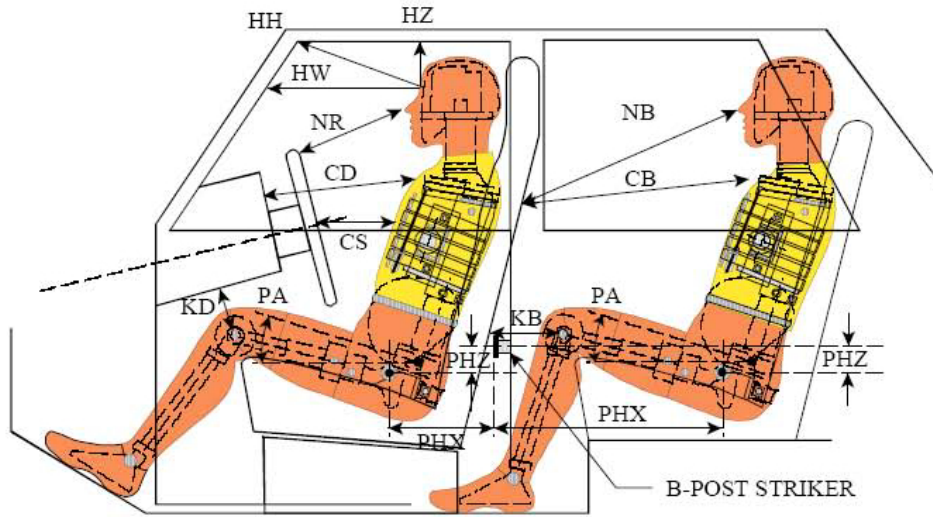 HZ
HH
HW
NR
NB
CD
CB
CS
KD
PA
KB
PA
PHZ
PHZ
PHX
PHX
B-POST STRIKER